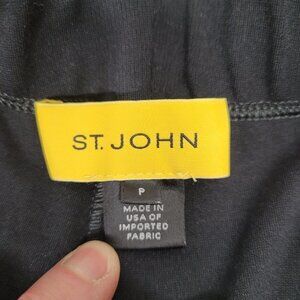 ST. JOHN
P
MADE IN
USA OF
IMPORTED
FABRIC